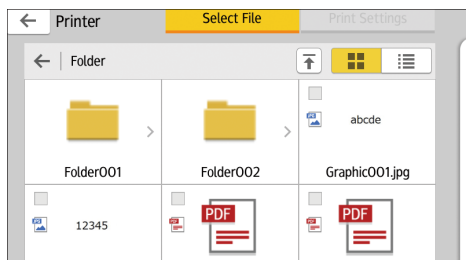 Printer
Select File
Print Settings
Folder
abcde
Folder001
Folder002
Graphic001.jpg
12345
PDF
PDF